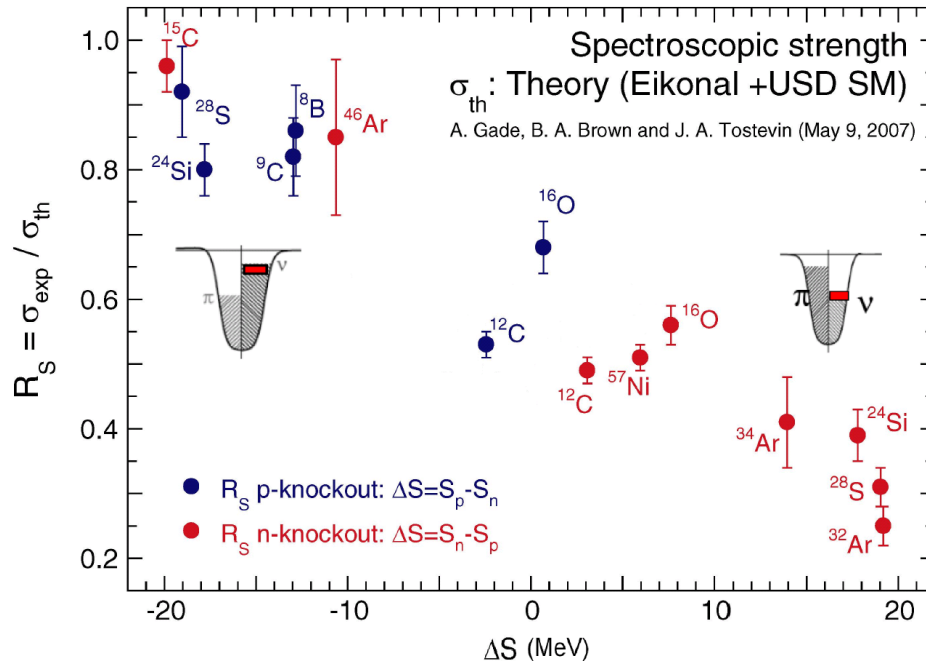 Spectroscopic strength
σth: Theory (Eikonal +USD SM)
A. Gade, B. A. Brown and J. A. Tostevin (May 9, 2007)
15C
28S
24Si
8B
9C
46Ar
16O
12C
16O
12C
57Ni
34Ar
24Si
28S
32Ar
π
ν
π
ν
RS p-knockout: ΔS=Sp-Sn
RS n-knockout: ΔS=Sn-Sp
RS = σexp / σth
1.0
0.8
0.6
0.4
0.2
-20
-10
0
10
20
ΔS (MeV)